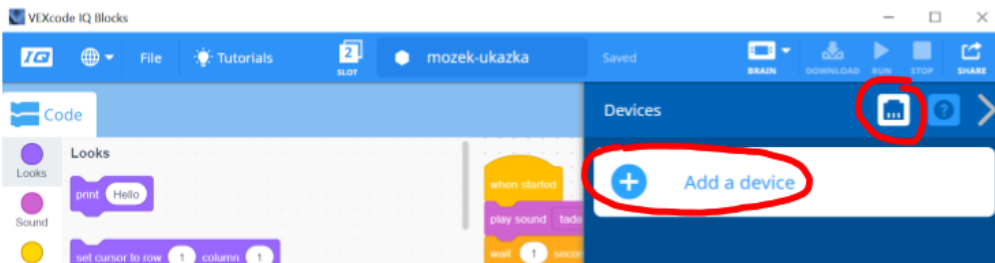 VEXcode IQ Blocks
IQ File Tutorials 2 SLOT mozek-ukazka Saved BRAIN DOWNLOAD RUN STOP SHARE
Code
Devices ?
Looks
Looks
print Hello
Add a device
when started
Sound
play sound tada
set cursor to row 1 column 1
wait 1 secon